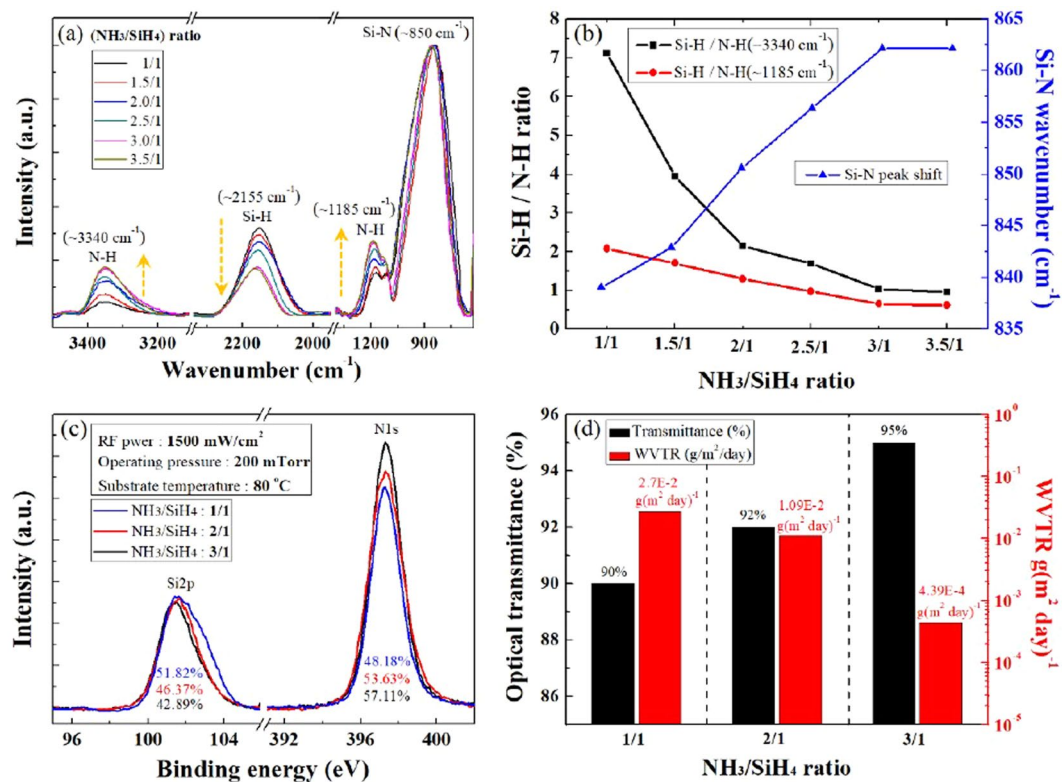 (a)
(NH₃/SiH₄) ratio
1/1
1.5/1
2.0/1
2.5/1
3.0/1
3.5/1
Si-N (~850 cm⁻¹)
(~2155 cm⁻¹)
Si-H
(~1185 cm⁻¹)
N-H
(~3340 cm⁻¹)
N-H
Intensity (a.u.)
3400 3200 2200 2000 1200 900
Wavenumber (cm⁻¹)
(b)
Si-H / N-H(~3340 cm⁻¹)
Si-H / N-H(~1185 cm⁻¹)
Si-N peak shift
Si-H / N-H ratio
8
7
6
5
4
3
2
1
0
Si-N wavenumber (cm⁻¹)
865
860
855
850
845
840
835
1/1 1.5/1 2/1 2.5/1 3/1 3.5/1
NH₃/SiH₄ ratio
(c)
RF pwer : 1500 mW/cm²
Operating pressure : 200 mTorr
Substrate temperature : 80 °C
NH₃/SiH₄ : 1/1
NH₃/SiH₄ : 2/1
NH₃/SiH₄ : 3/1
N1s
Si2p
51.82%
46.37%
42.89%
48.18%
53.63%
57.11%
Intensity (a.u.)
96 100 104 392 396 400
Binding energy (eV)
(d)
Transmittance (%)
WVTR (g/m²/day)
95%
92%
90%
2.7E-2
g(m² day)⁻¹
1.09E-2
g(m² day)⁻¹
4.39E-4
g(m² day)⁻¹
Optical transmittance (%)
96
94
92
90
88
86
WVTR g(m² day)⁻¹
10⁰
10⁻¹
10⁻²
10⁻³
10⁻⁴
10⁻⁵
1/1 2/1 3/1
NH₃/SiH₄ ratio